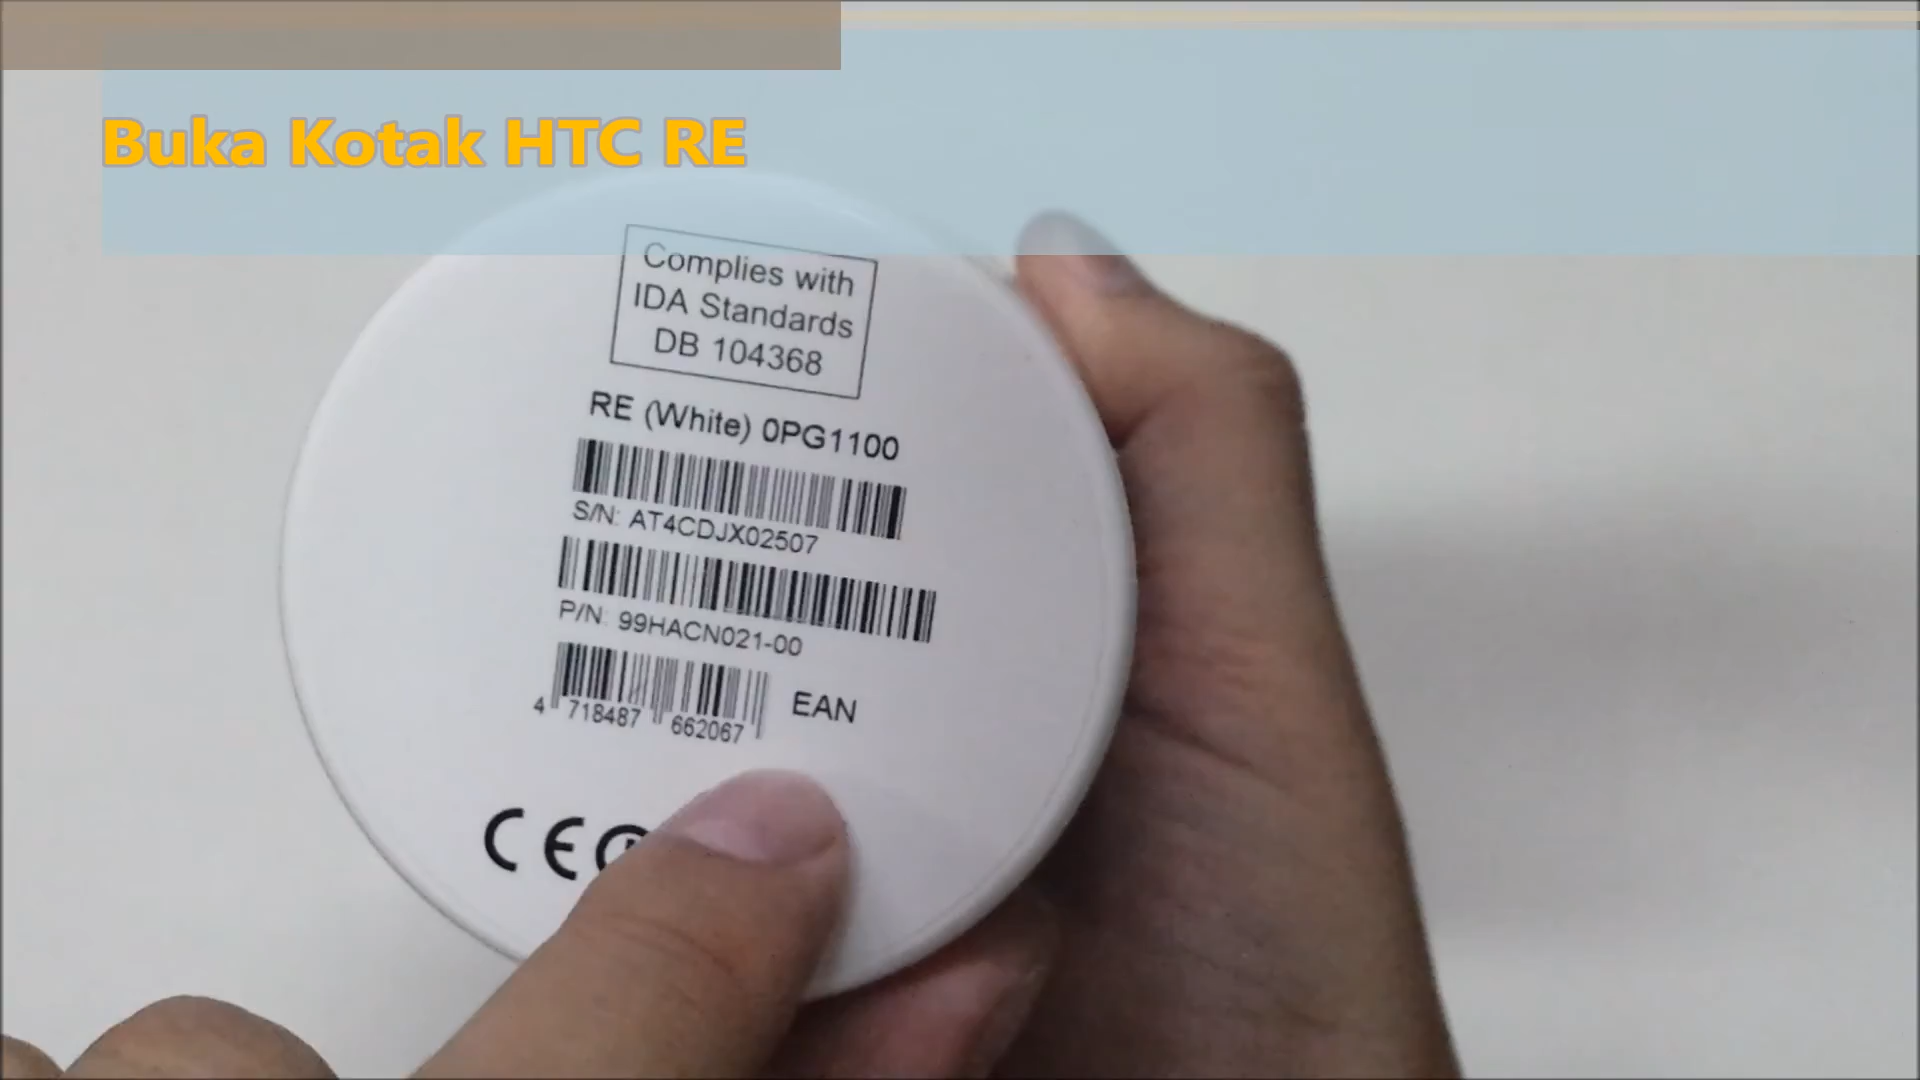 Buka Kotak HTC RE
Complies with
IDA Standards
DB 104368
RE (White) 0PG1100
S/N: AT4CDJX02507
P/N: 99HACN021-00
4 718487 662067 EAN
CE